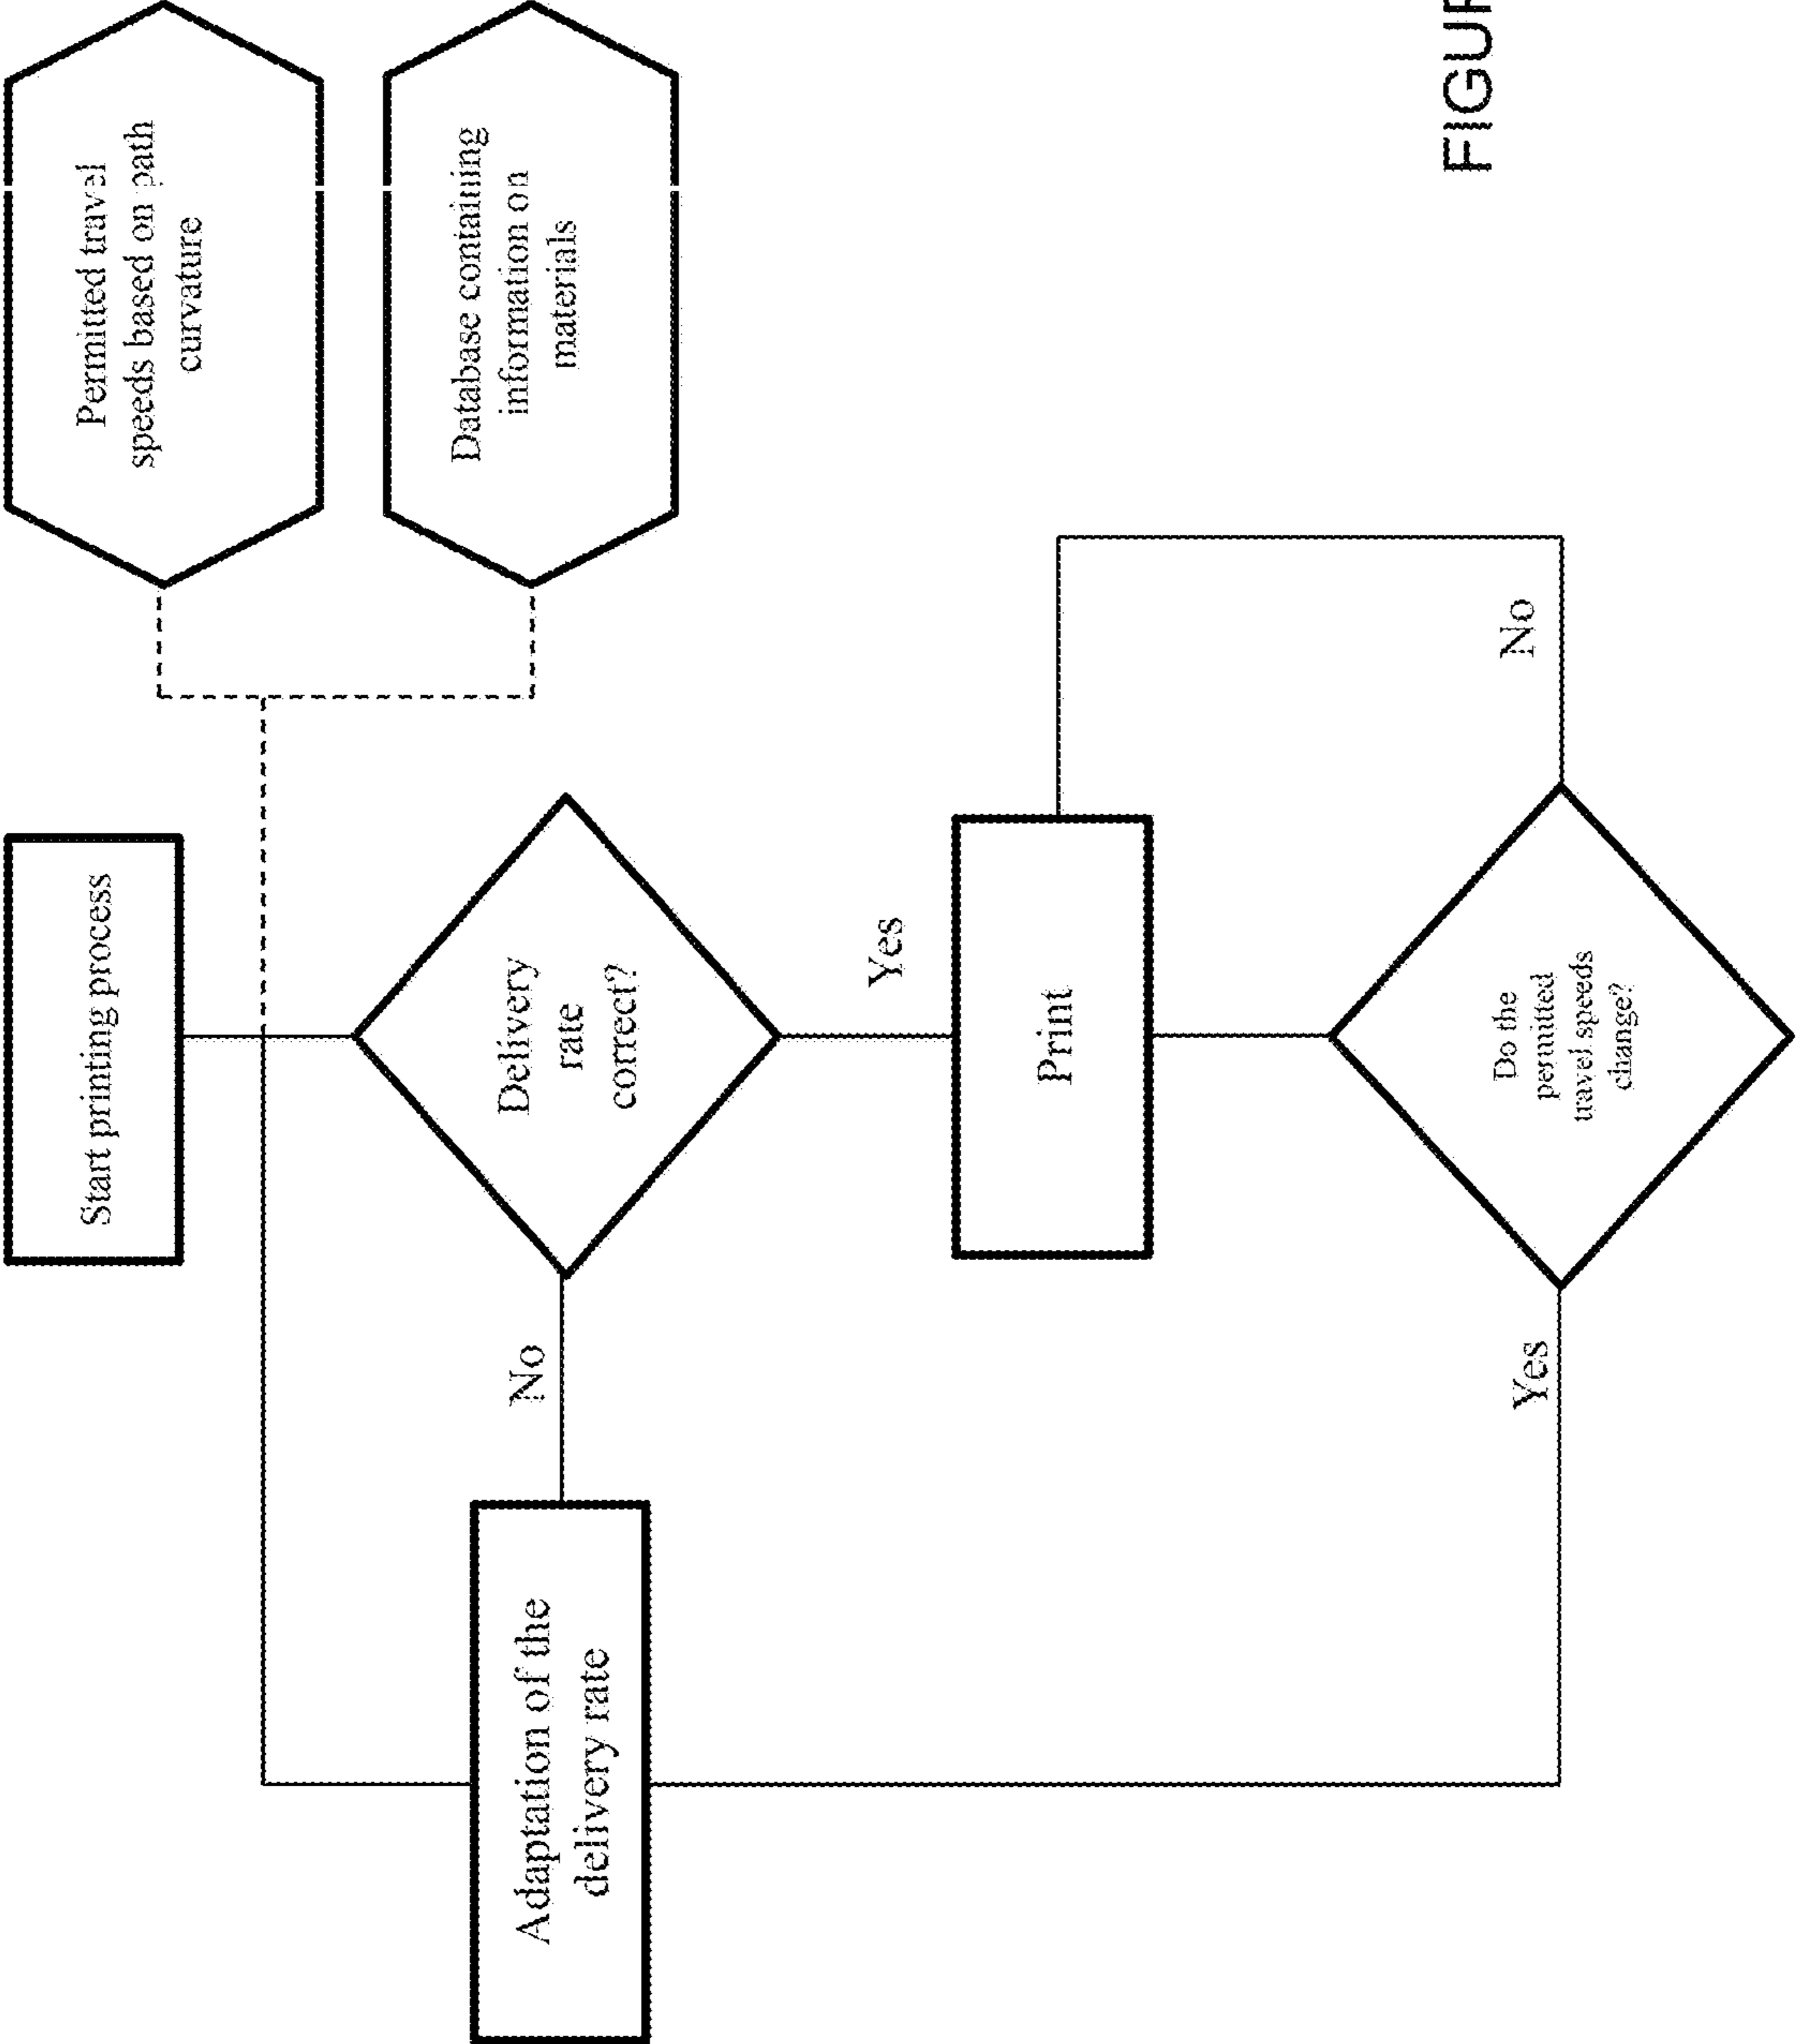 Start printing process
Permitted travel
speeds based on path
curvature
Database containing
information on
materials
Delivery
rate
correct?
No
Adaptation of the
delivery rate
Yes
Print
Do the
permitted
travel speeds
change?
Yes
No